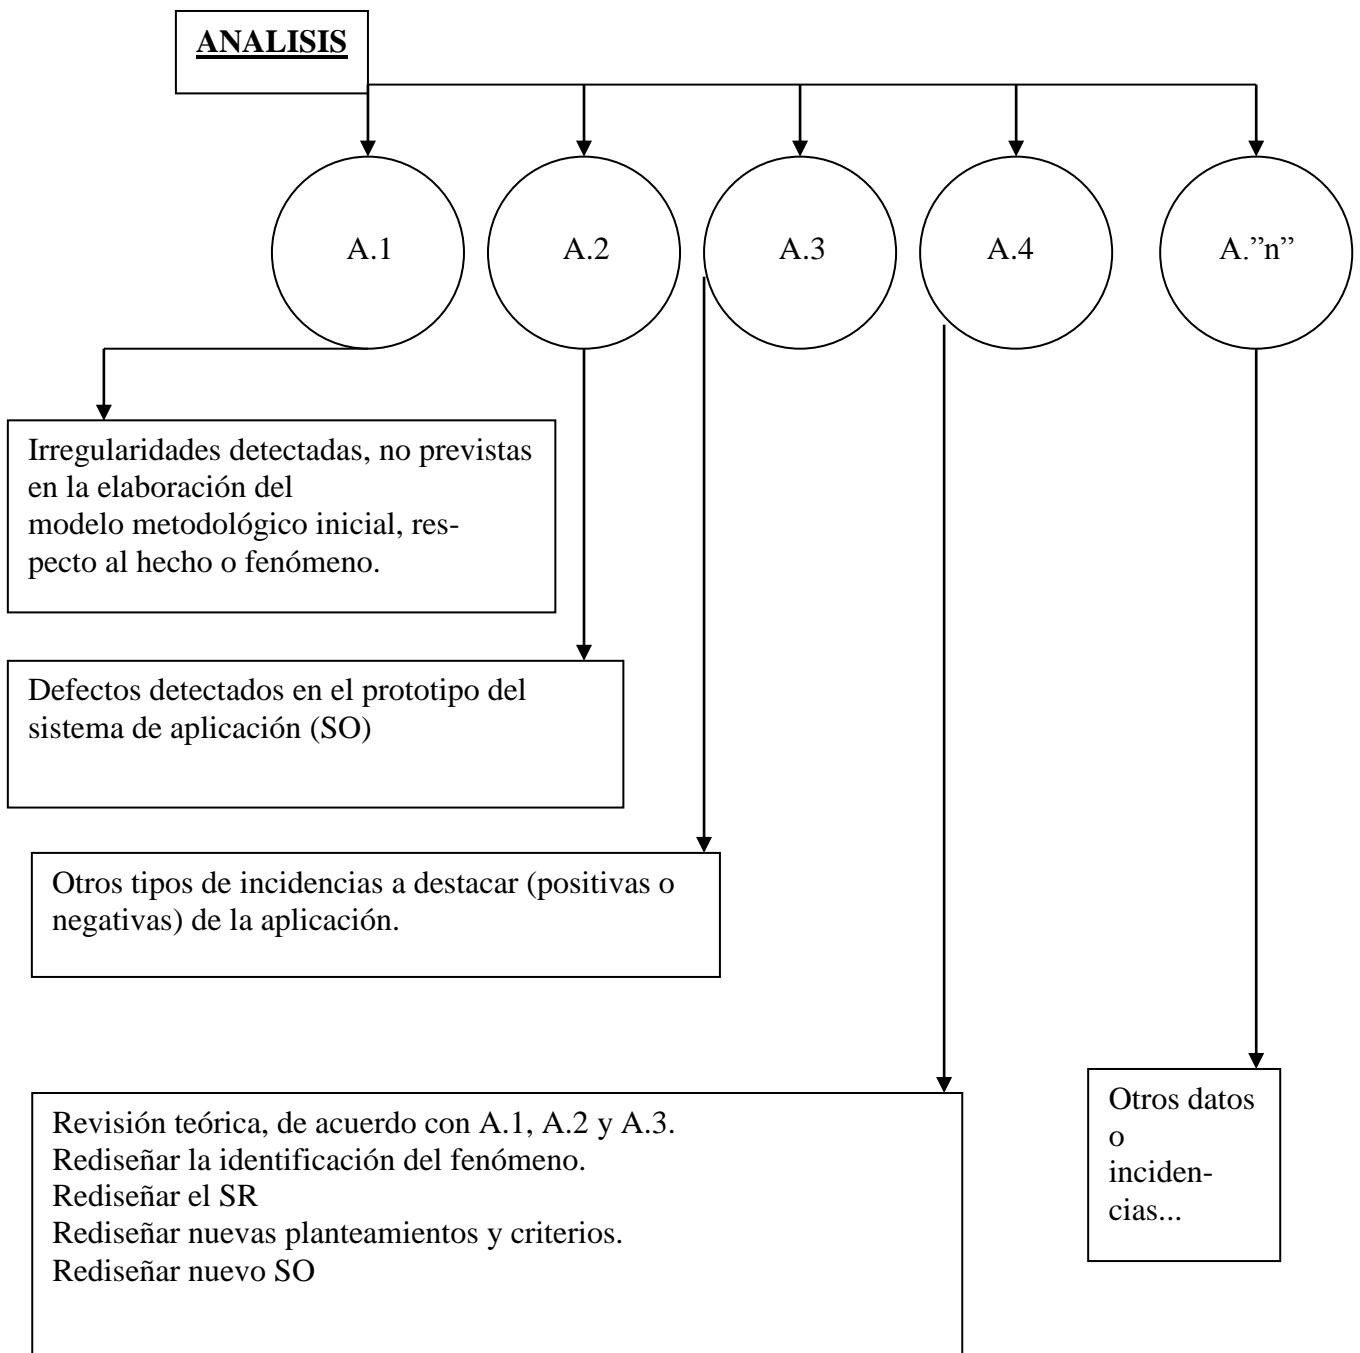 ANALISIS
A.1
A.2
A.3
A.4
A.”n”
Irregularidades detectadas, no previstas
en la elaboración del
modelo metodológico inicial, res-
pecto al hecho o fenómeno.
Defectos detectados en el prototipo del
sistema de aplicación (SO)
Otros tipos de incidencias a destacar (positivas o
negativas) de la aplicación.
Revisión teórica, de acuerdo con A.1, A.2 y A.3.
Rediseñar la identificación del fenómeno.
Rediseñar el SR
Rediseñar nuevas planteamientos y criterios.
Rediseñar nuevo SO
Otros datos
o
inciden-
cias...